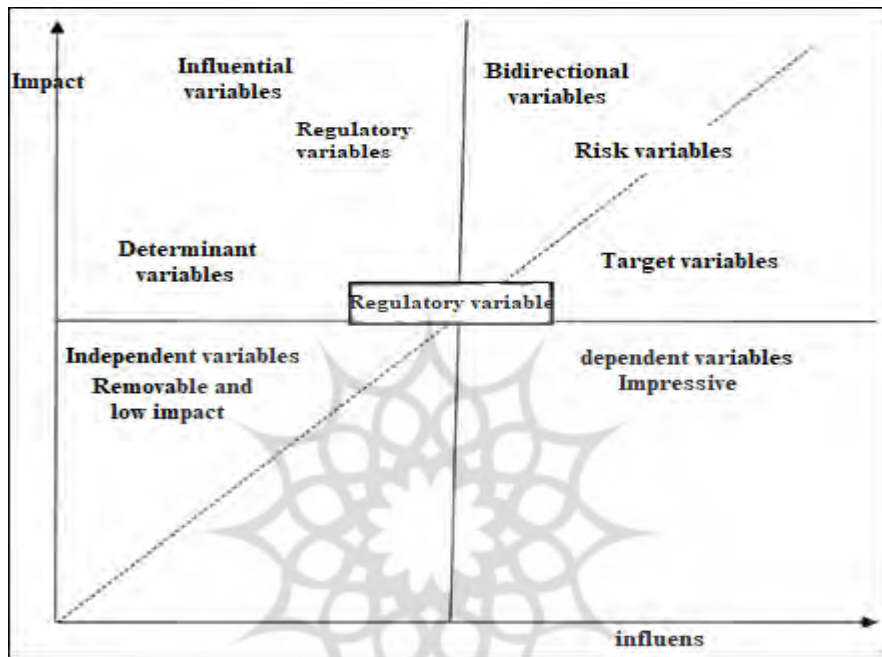 Impact
Influential
variables
Regulatory
variables
Determinant
variables
Bidirectional
variables
Risk variables
Target variables
Regulatory variable
Independent variables
Removable and
low impact
dependent variables
Impressive
influens